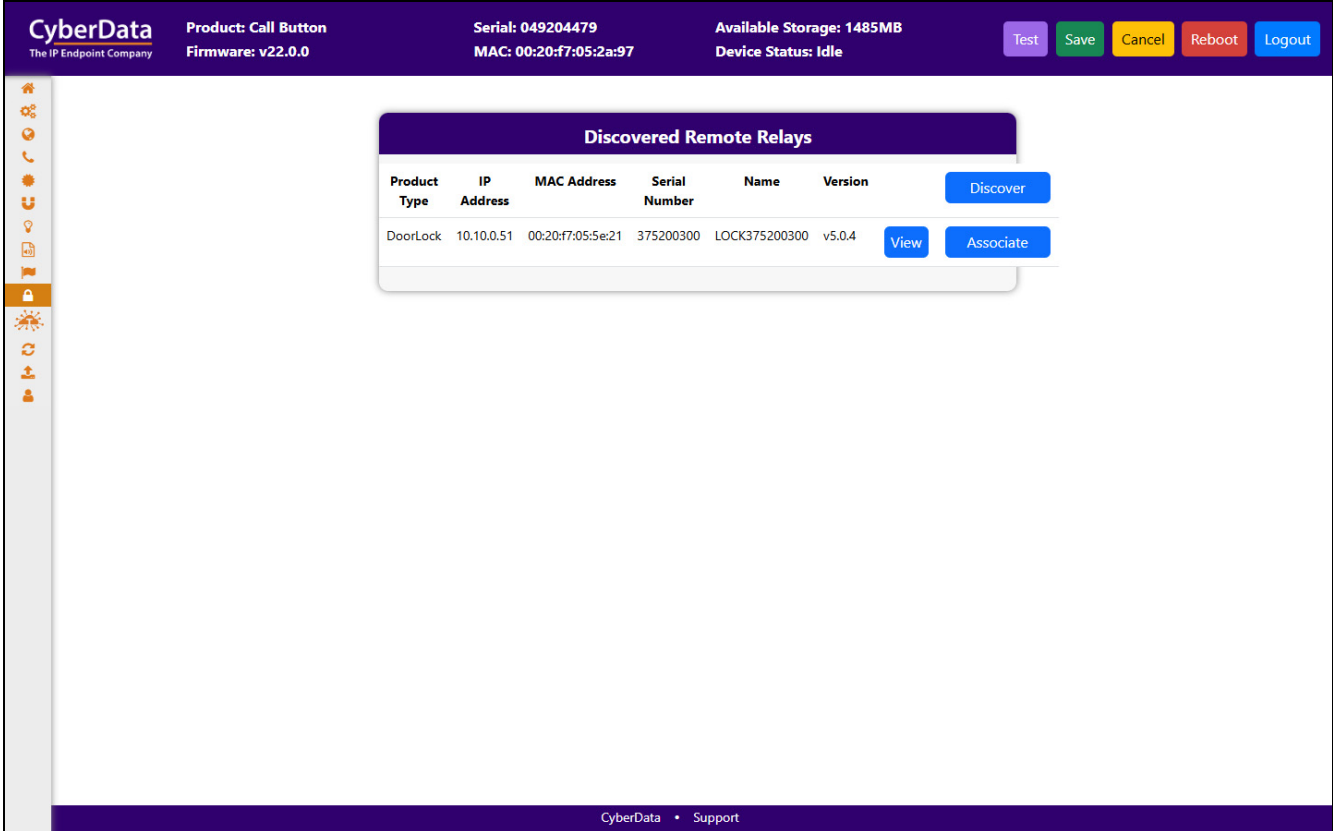 CyberData
The IP Endpoint Company
Product: Call Button
Firmware: v22.0.0
Serial: 049204479
MAC: 00:20:f7:05:2a:97
Available Storage: 1485MB
Device Status: Idle
Test Save Cancel Reboot Logout
Discovered Remote Relays
Product Type IP Address MAC Address Serial Number Name Version Discover
DoorLock 10.10.0.51 00:20:f7:05:5e:21 375200300 LOCK375200300 v5.0.4 View Associate
CyberData • Support